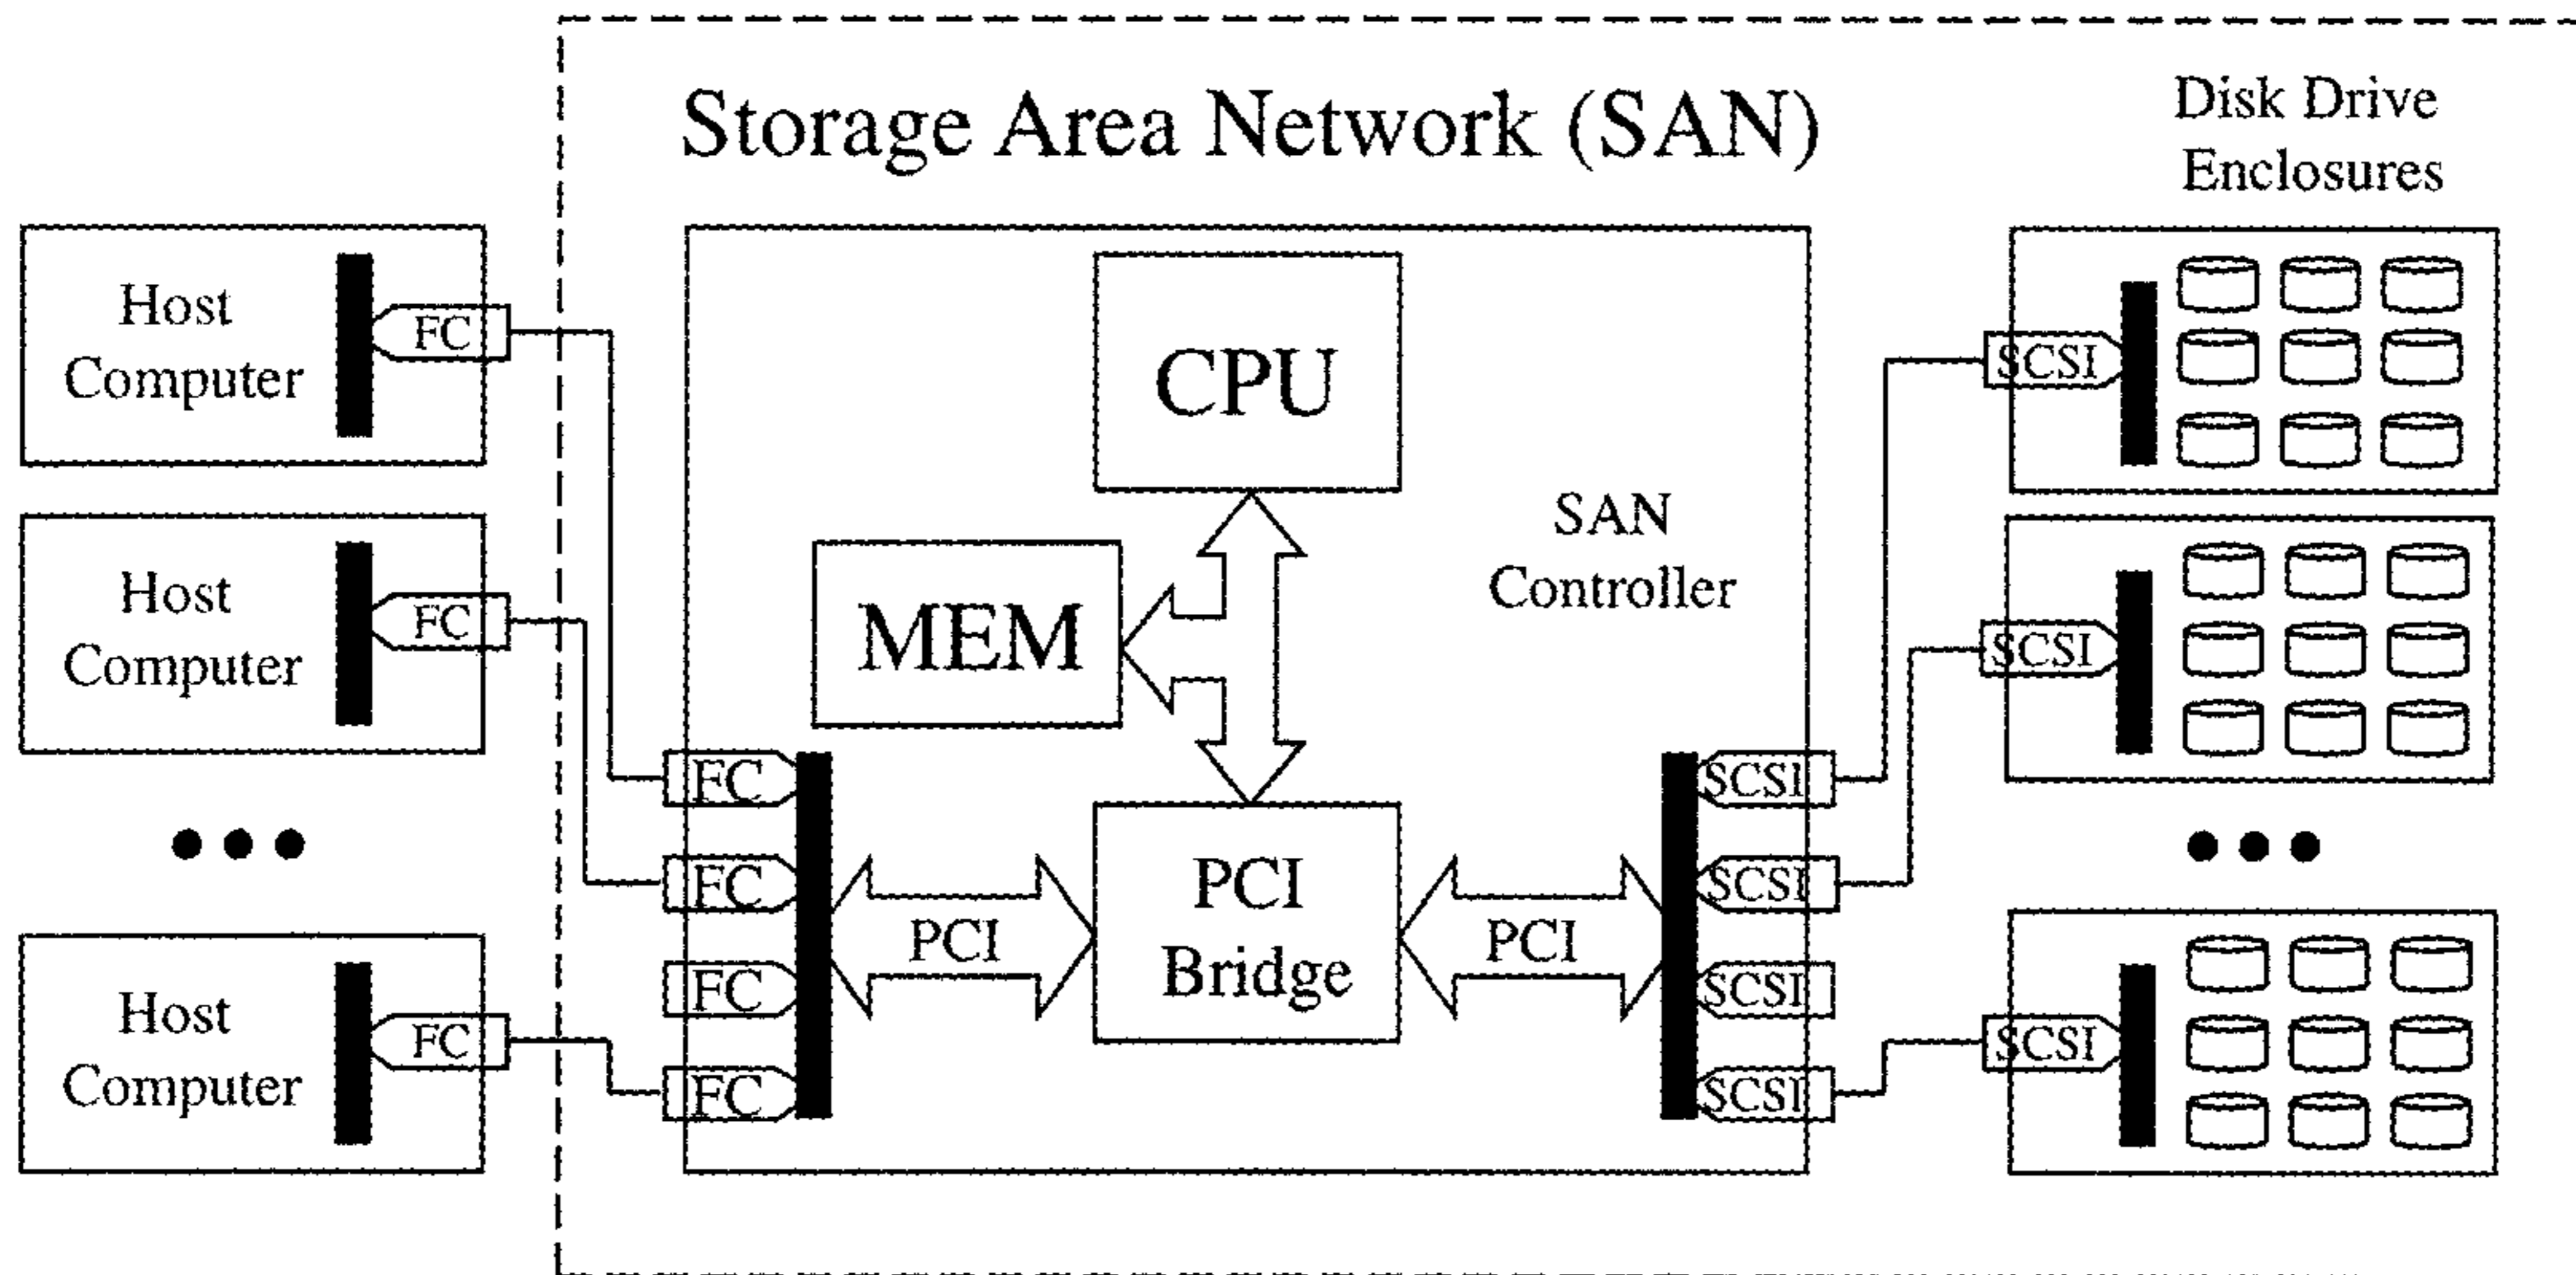 Storage Area Network (SAN)
Disk Drive
Enclosures
Host
Computer
FC
Host
Computer
FC
Host
Computer
FC
CPU
MEM
SAN
Controller
FC
FC
FC
FC
PCI
PCI
Bridge
PCI
SCSI
SCSI
SCSI
SCSI
SCSI
SCSI
SCSI